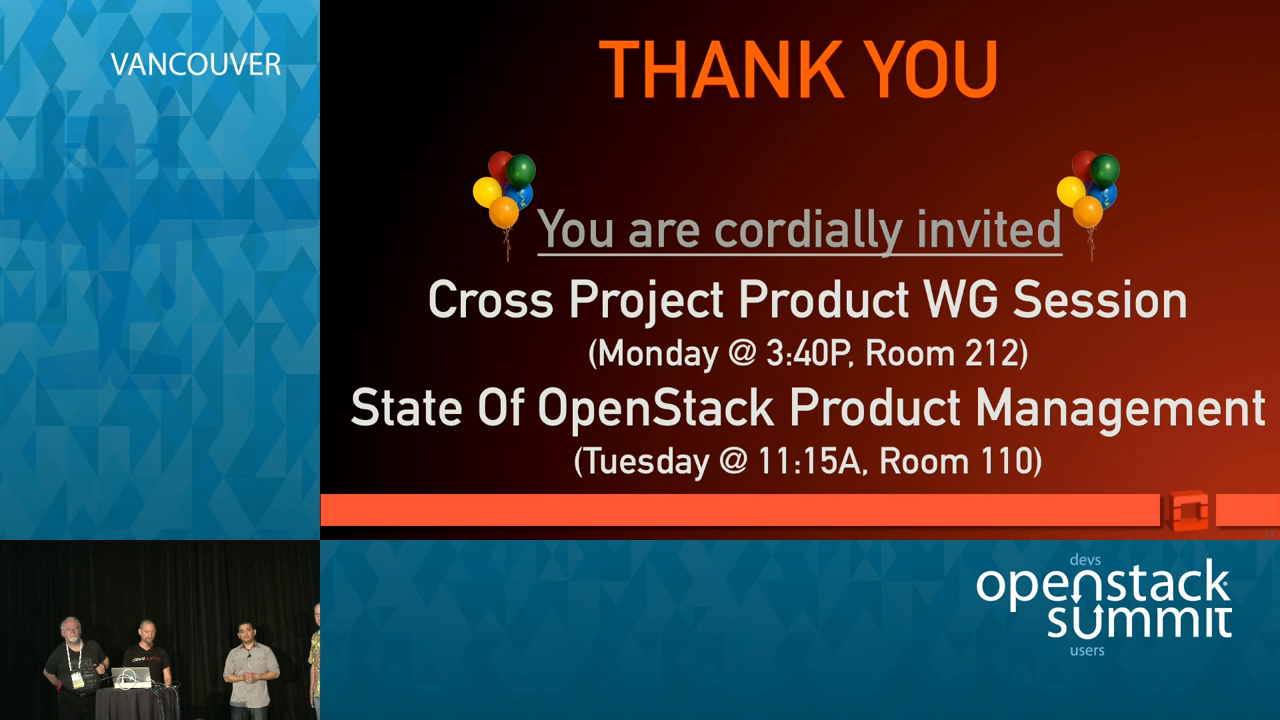 VANCOUVER
THANK YOU
You are cordially invited
Cross Project Product WG Session
(Monday @ 3:40P, Room 212)
State Of OpenStack Product Management
(Tuesday @ 11:15A, Room 110)
devs
openstack
summit
users